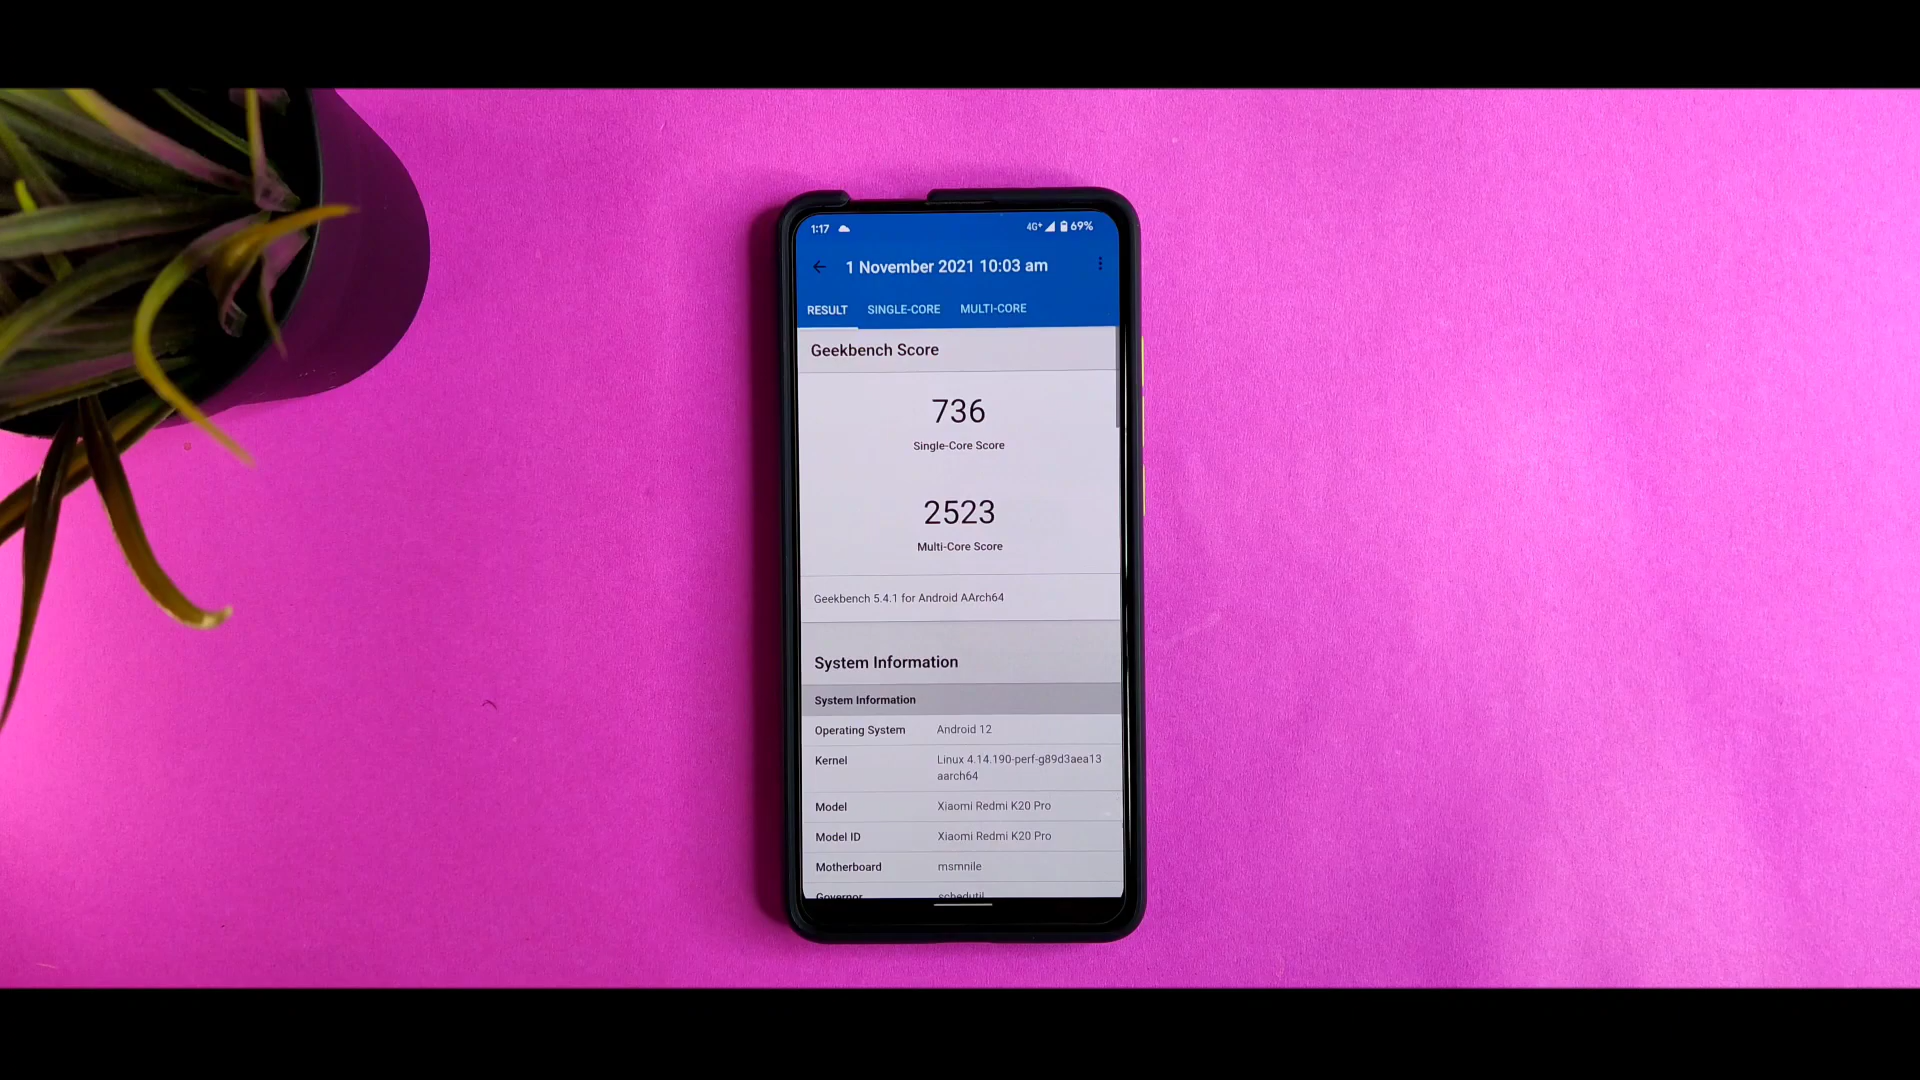 1:17 4G+ 69%
1 November 2021 10:03 am
RESULT SINGLE-CORE MULTI-CORE
Geekbench Score
736
Single-Core Score
2523
Multi-Core Score
Geekbench 5.4.1 for Android AArch64
System Information
System Information
Operating System Android 12
Kernel Linux 4.14.190-perf-g89d3aea13
aarch64
Model Xiaomi Redmi K20 Pro
Model ID Xiaomi Redmi K20 Pro
Motherboard msmnile
Governor schedutil